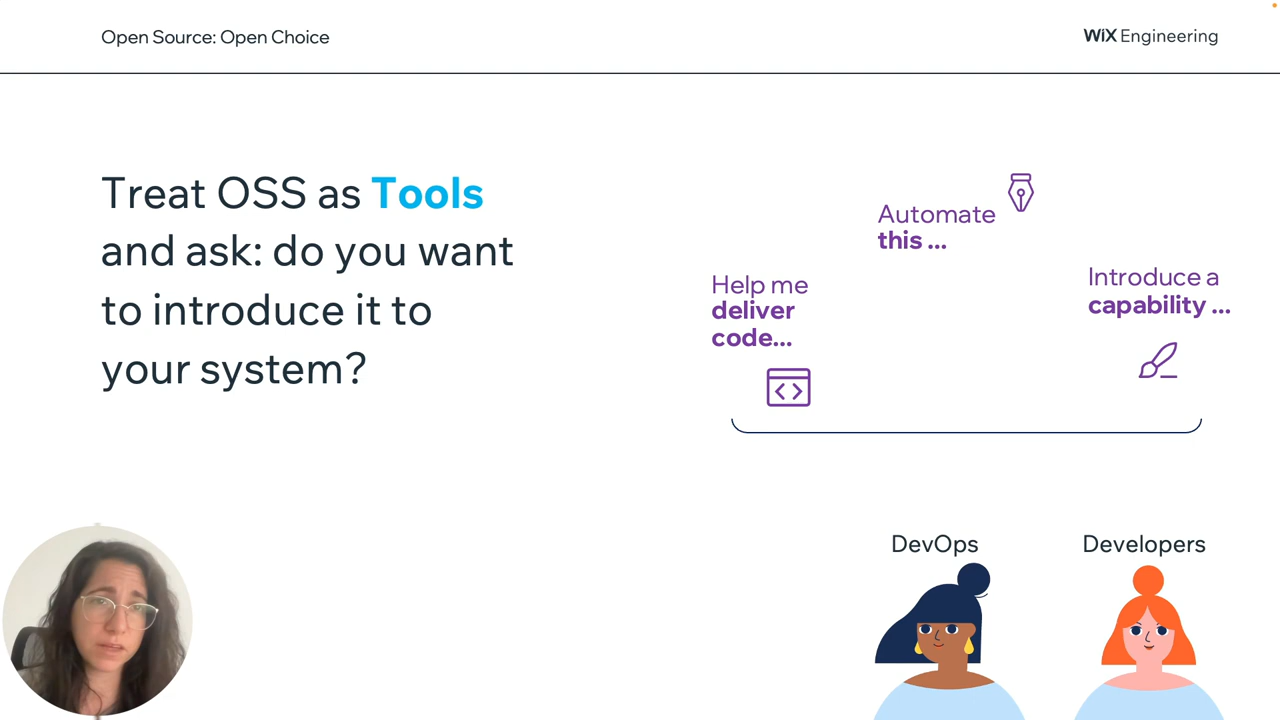 Open Source: Open Choice
WiX Engineering
Treat OSS as Tools
and ask: do you want
to introduce it to
your system?
Automate
this ...
Help me
deliver
code...
Introduce a
capability ...
DevOps
Developers